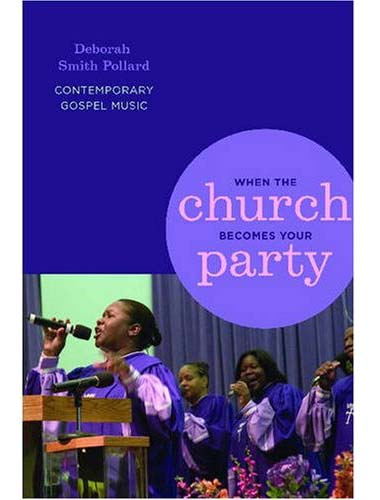 Deborah
Smith Pollard
CONTEMPORARY
GOSPEL MUSIC
WHEN THE
church
BECOMES YOUR
party